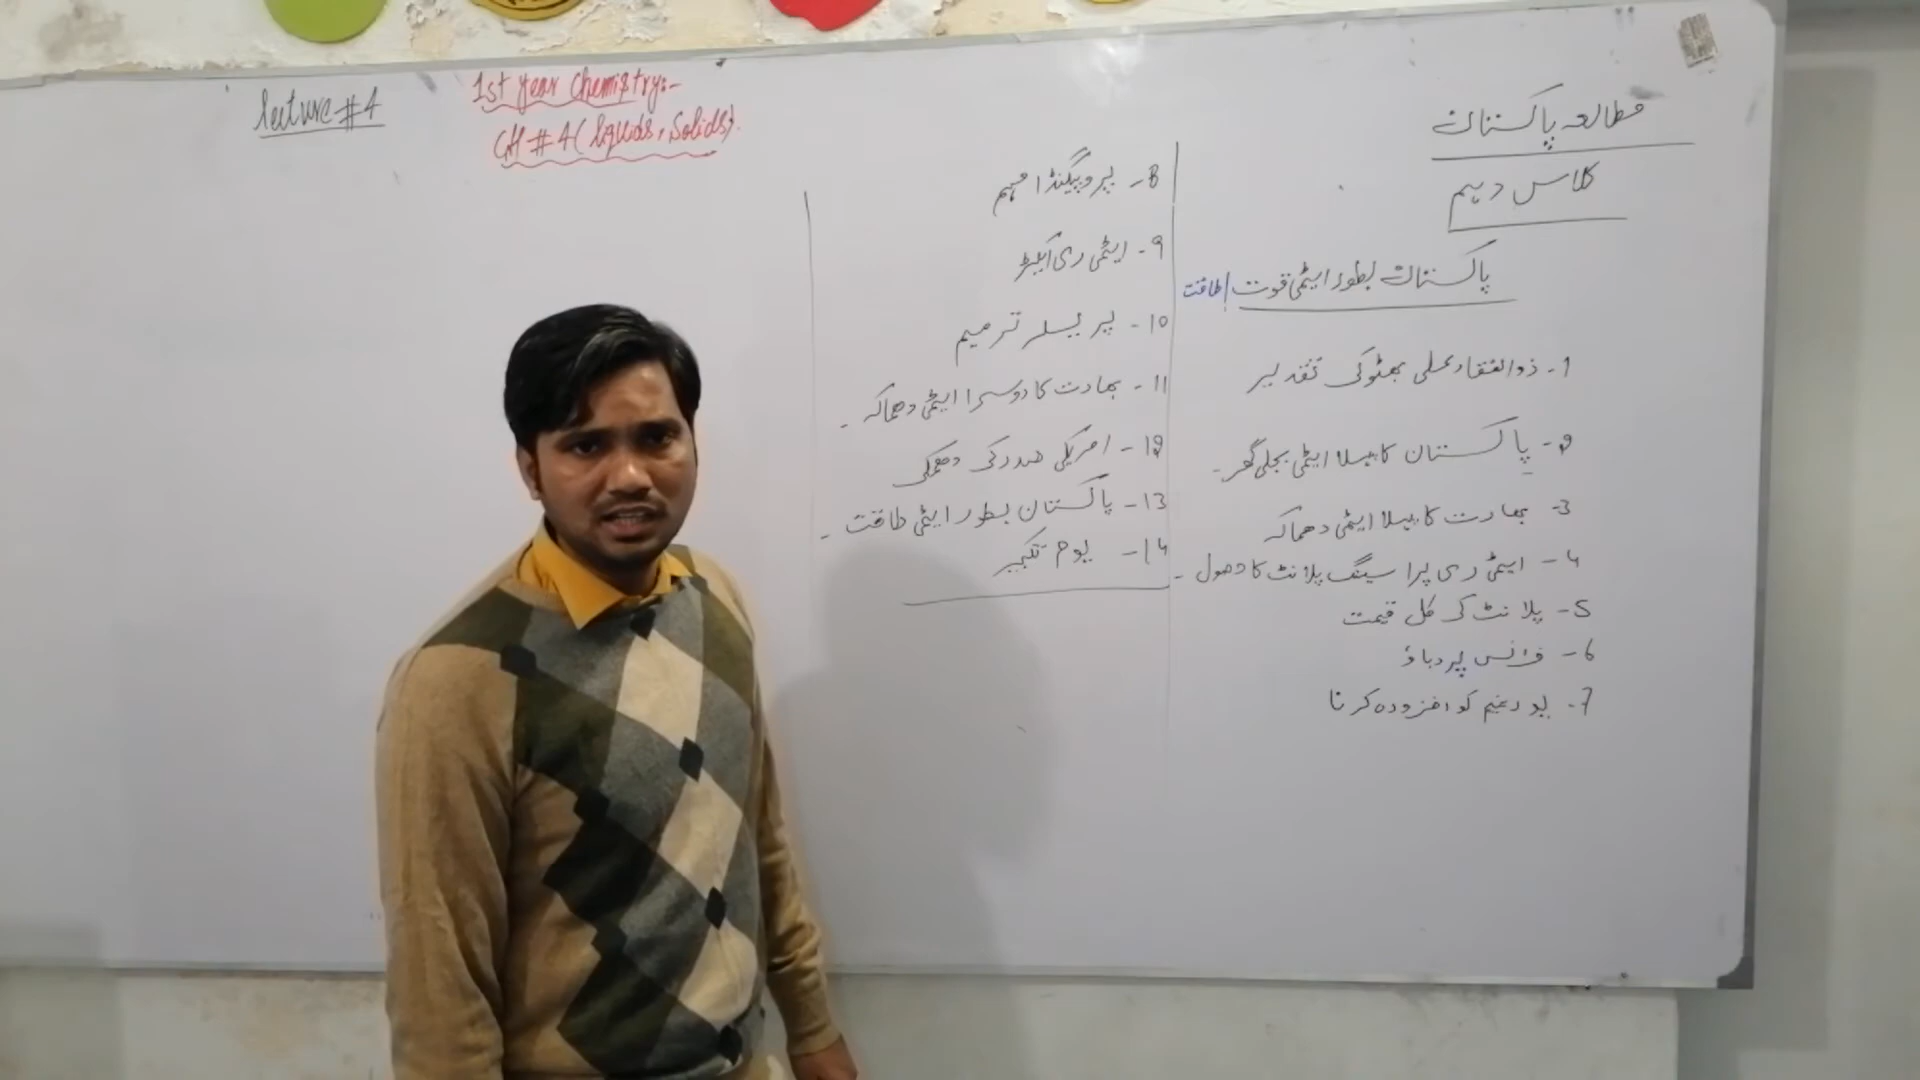 lecture #4
1st year Chemistry:-
CH # 4 (liquids, Solids).
مطالعہ پاکستان
کلاس دہم
پاکستان بطور ایٹمی قوت | طاقت
1- ذوالفقار علی بھٹو کی تقدیر
2- پاکستان کا پہلا ایٹمی بجلی گھر -
3- بھارت کا پہلا ایٹمی دھماکہ
4- ایٹمی ری پراسینگ پلانٹ کا دصول -
5- پلانٹ کی کل قیمت
6- فرانس پر دباؤ
7- یورینیم کو افزودہ کرنا
8- پروپیگنڈا مہم
9- ایٹمی ری ایکٹر
10- پریسلر ترمیم
11- بھارت کا دوسرا ایٹمی دھماکہ -
12- امریکی صدر کی دھمکی
13- پاکستان بطور ایٹمی طاقت -
14- یوم تکبیر